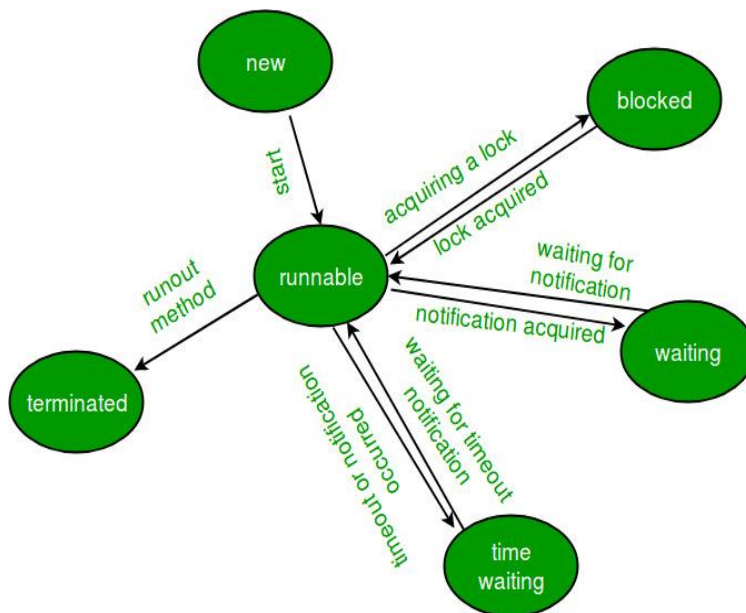 new
blocked
start
acquiring a lock
lock acquired
waiting for
notification
runnable
notification acquired
waiting
runout
method
terminated
timeout or notification
occurred
waiting for timeout
notification
time
waiting